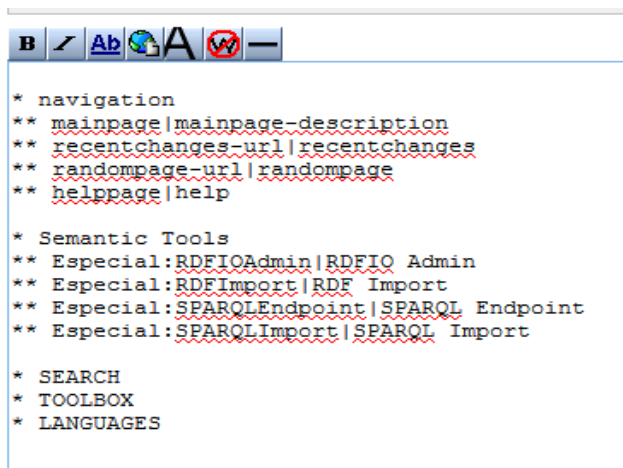 B I Ab A W —
* navigation
** mainpage|mainpage-description
** recentchanges-url|recentchanges
** randompage-url|randompage
** helppage|help
* Semantic Tools
** Especial:RDFIOAdmin|RDFIO Admin
** Especial:RDFImport|RDF Import
** Especial:SPARQLEndpoint|SPARQL Endpoint
** Especial:SPARQLImport|SPARQL Import
* SEARCH
* TOOLBOX
* LANGUAGES